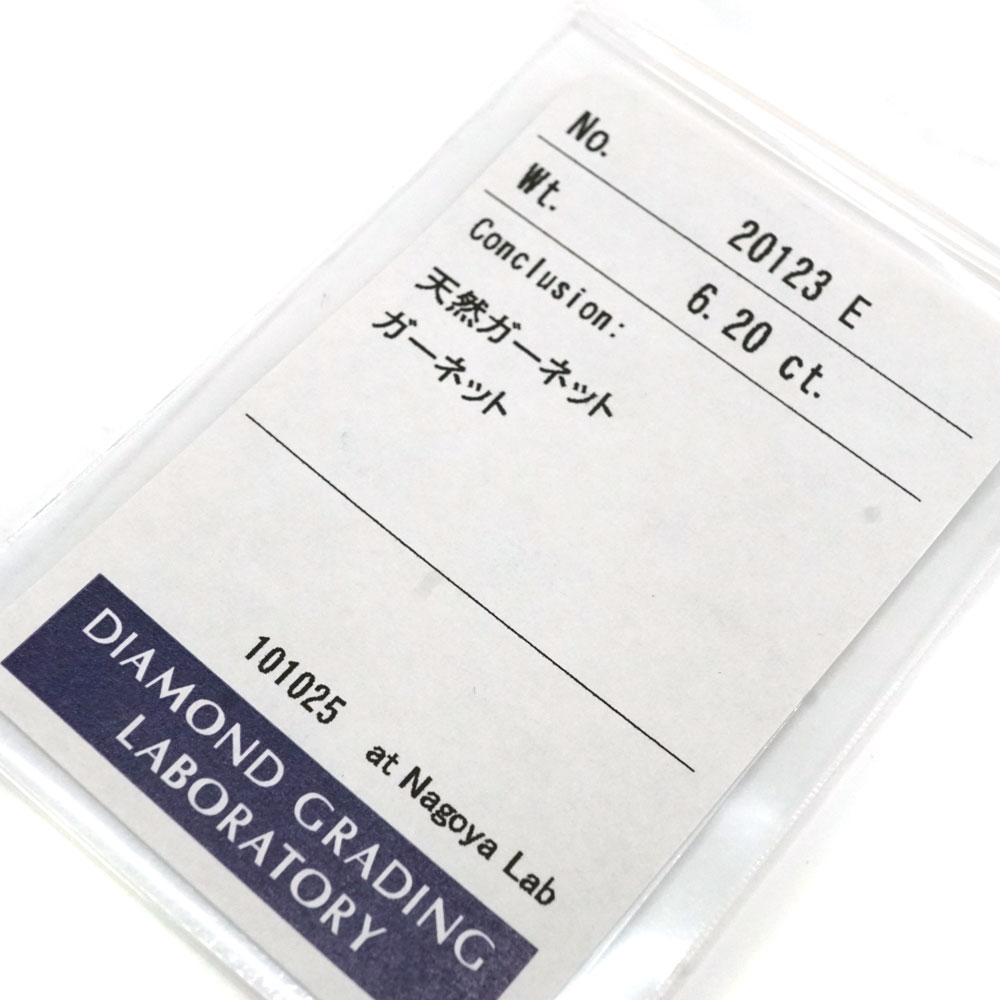 No. 20123 E
Wt. 6.20 ct.
Conclusion:
天然ガーネット
ガーネット
101025 at Nagoya Lab
DIAMOND GRADING
LABORATORY